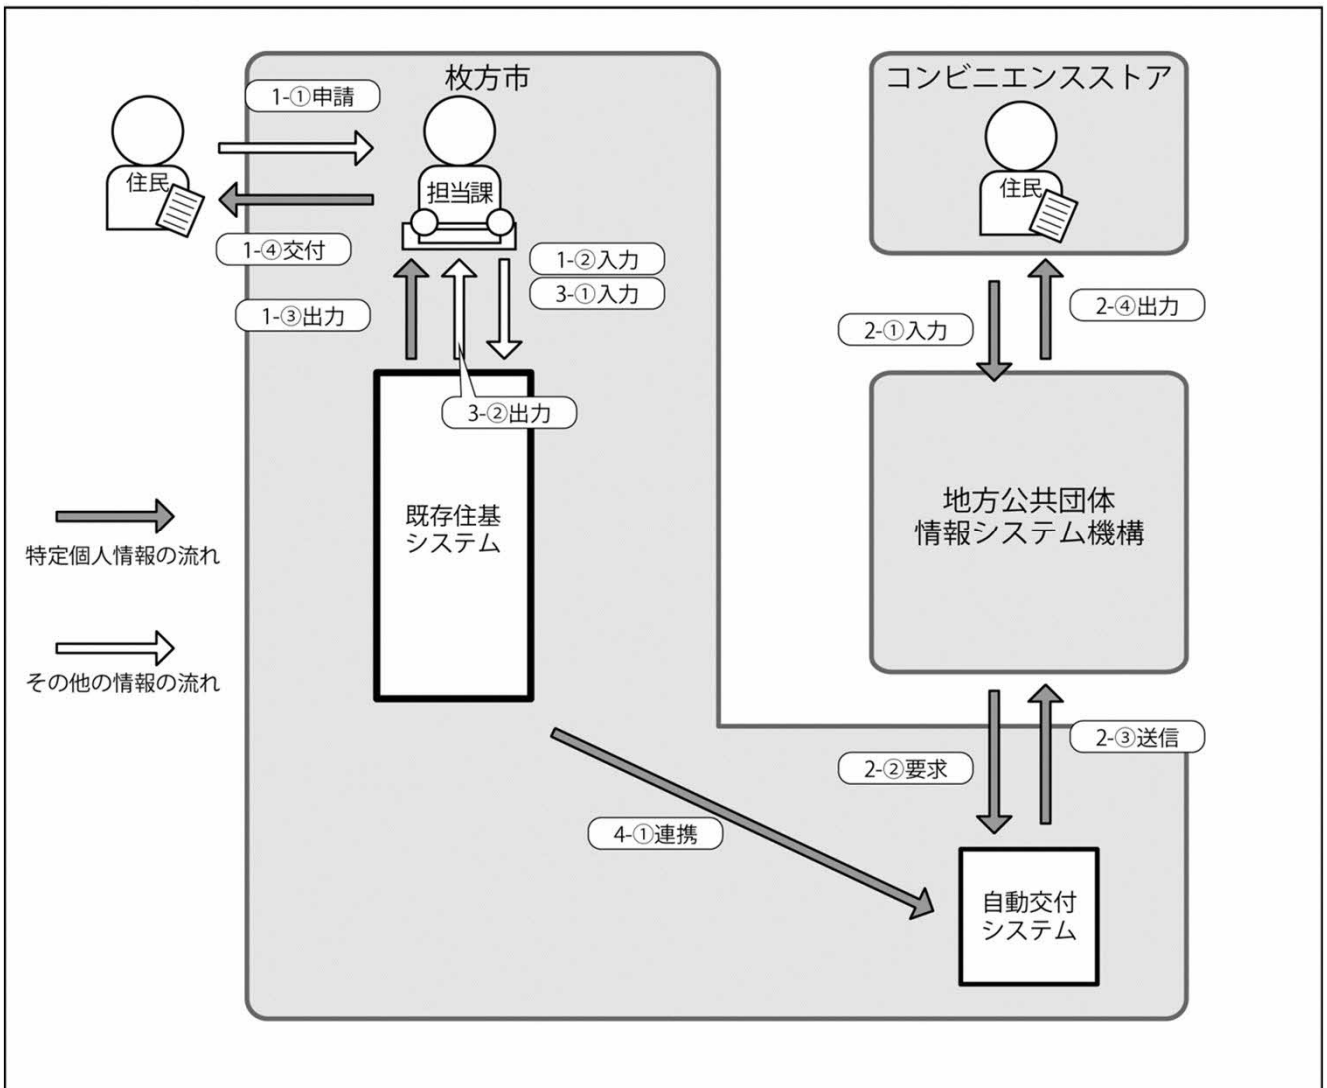 枚方市
コンビニエンスストア
1-①申請
住民
担当課
住民
1-④交付
1-②入力
3-①入力
1-③出力
2-④出力
2-①入力
3-②出力
既存住基
システム
地方公共団体
情報システム機構
特定個人情報の流れ
その他の情報の流れ
2-③送信
2-②要求
4-①連携
自動交付
システム